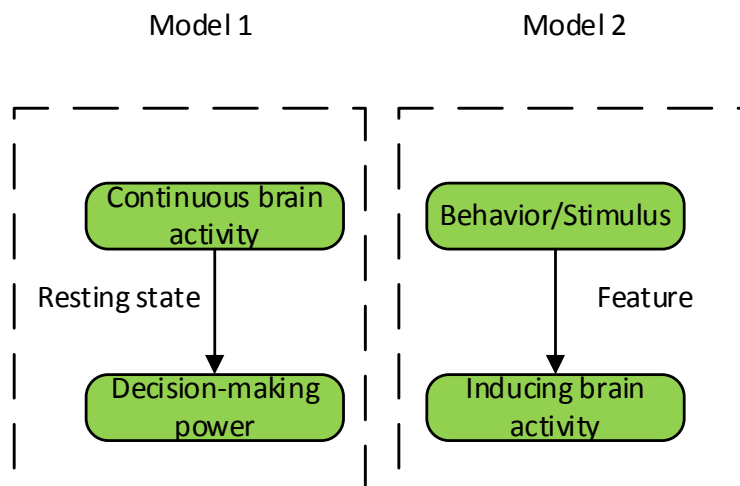 Model 1
Model 2
Continuous brain
activity
Resting state
Decision-making
power
Behavior/Stimulus
Feature
Inducing brain
activity